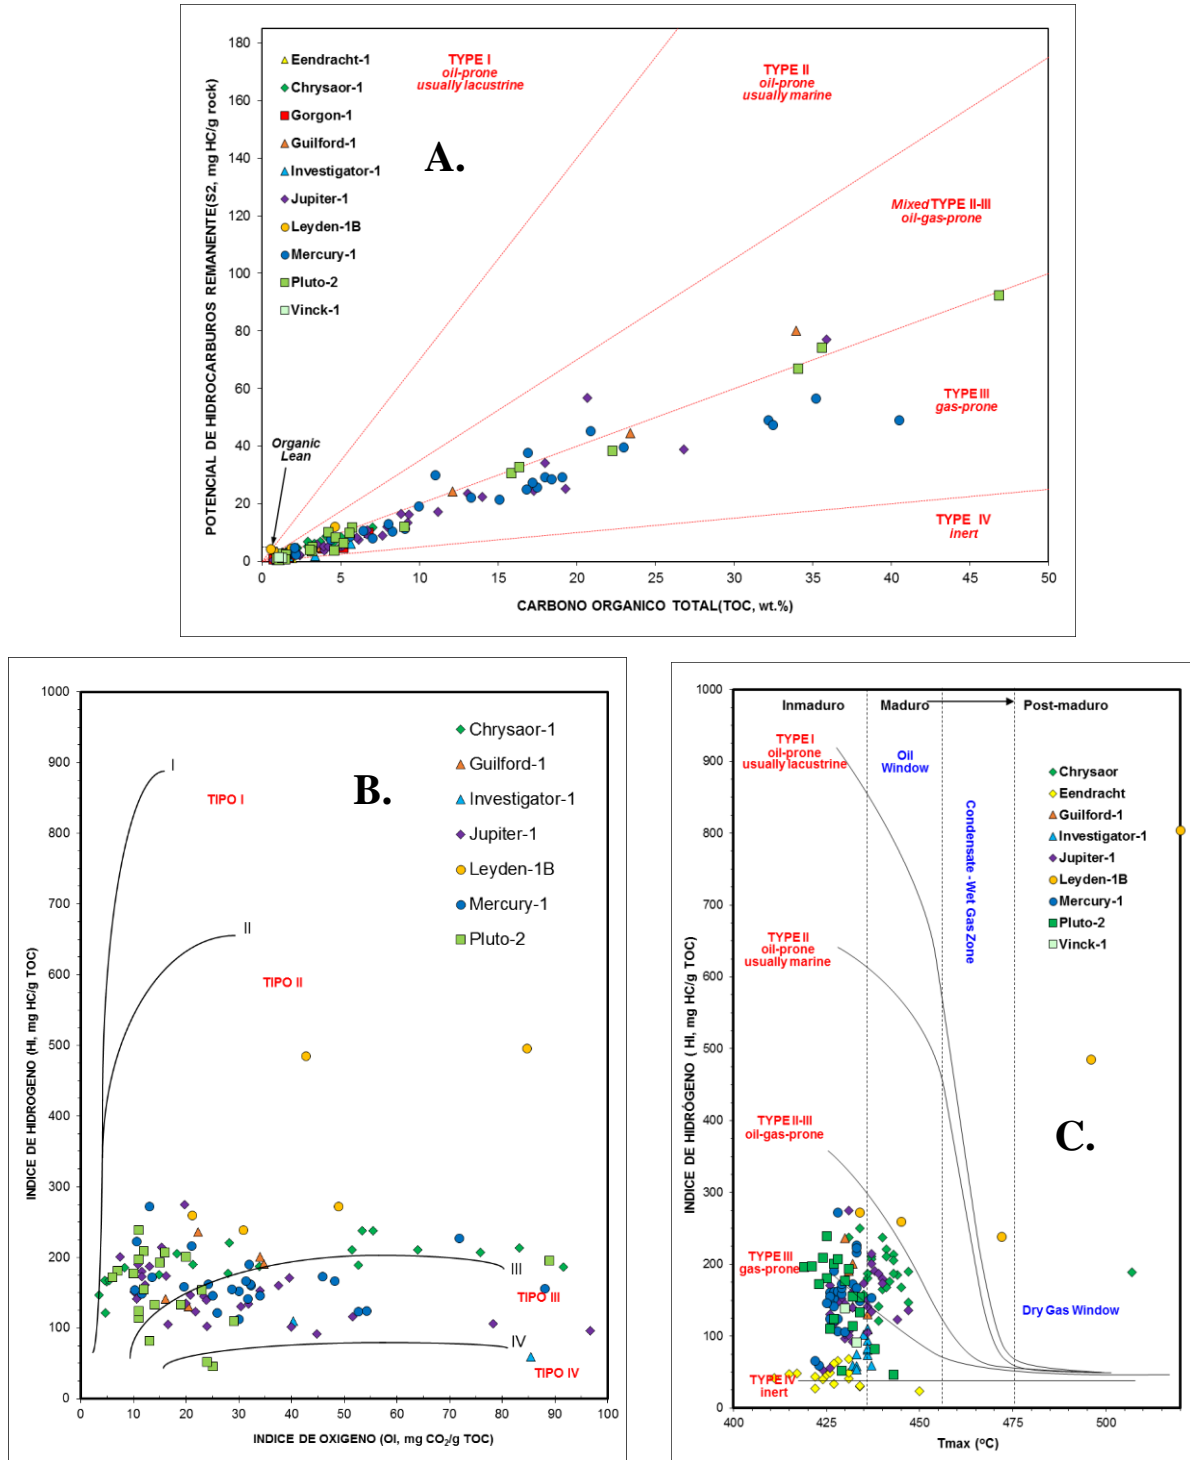 180
160
140
120
100
80
60
40
20
0
POTENCIAL DE HIDROCARBUROS REMANENTE(S2, mg HC/g rock)
Eendracht-1
Chrysaor-1
Gorgon-1
Guilford-1
Investigator-1
Jupiter-1
Leyden-1B
Mercury-1
Pluto-2
Vinck-1
TYPE I
oil-prone
usually lacustrine
A.
TYPE II
oil-prone
usually marine
Mixed TYPE II-III
oil-gas-prone
TYPE III
gas-prone
TYPE IV
inert
Organic
Lean
0 5 10 15 20 25 30 35 40 45 50
CARBONO ORGANICO TOTAL(TOC, wt.%)
1000
900
800
700
600
500
400
300
200
100
0
INDICE DE HIDROGENO (HI, mg HC/g TOC)
I
TIPO I
II
TIPO II
B.
Chrysaor-1
Guilford-1
Investigator-1
Jupiter-1
Leyden-1B
Mercury-1
Pluto-2
III
TIPO III
IV
TIPO IV
0 10 20 30 40 50 60 70 80 90 100
INDICE DE OXIGENO (OI, mg CO2/g TOC)
1000
900
800
700
600
500
400
300
200
100
0
INDICE DE HIDRÓGENO ( HI, mg HC/g TOC)
Inmaduro Maduro Post-maduro
TYPE I
oil-prone
usually lacustrine
Oil
Window
Condensate - Wet Gas Zone
Chrysaor
Eendracht
Guilford-1
Investigator-1
Jupiter-1
Leyden-1B
Mercury-1
Pluto-2
Vinck-1
TYPE II
oil-prone
usually marine
TYPE II-III
oil-gas-prone
C.
TYPE III
gas-prone
Dry Gas Window
TYPE IV
inert
400 425 450 475 500
Tmax (oC)